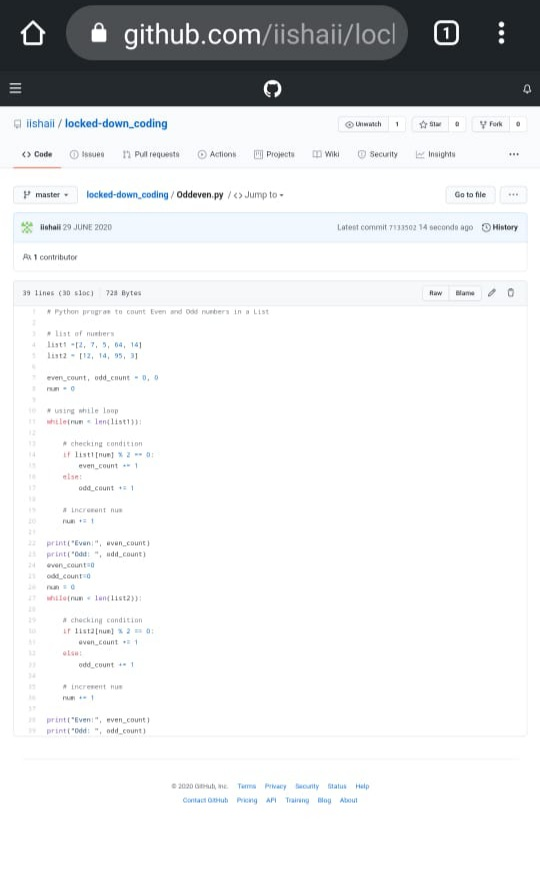 github.com/iishaii/locl
1
iishaii / locked-down_coding
Unwatch 1 Star 0 Fork 0
Code Issues Pull requests Actions Projects Wiki Security Insights
master locked-down_coding / Oddeven.py / <> Jump to Go to file
iishaii 29 JUNE 2020 Latest commit 7133502 14 seconds ago History
1 contributor
39 lines (30 sloc) 728 Bytes Raw Blame
1 # Python program to count Even and Odd numbers in a List
2
3 # list of numbers
4 list1 =[2, 7, 5, 64, 14]
5 list2 = [12, 14, 95, 3]
6
7 even_count, odd_count = 0, 0
8 num = 0
9
10 # using while loop
11 while(num < len(list1)):
12
13 # checking condition
14 if list1[num] % 2 == 0:
15 even_count += 1
16 else:
17 odd_count += 1
18
19 # increment num
20 num += 1
21
22 print("Even:", even_count)
23 print("Odd: ", odd_count)
24 even_count=0
25 odd_count=0
26 num = 0
27 while(num < len(list2)):
28
29 # checking condition
30 if list2[num] % 2 == 0:
31 even_count += 1
32 else:
33 odd_count += 1
34
35 # increment num
36 num += 1
37
38 print("Even:", even_count)
39 print("Odd: ", odd_count)
© 2020 GitHub, Inc. Terms Privacy Security Status Help
Contact GitHub Pricing API Training Blog About